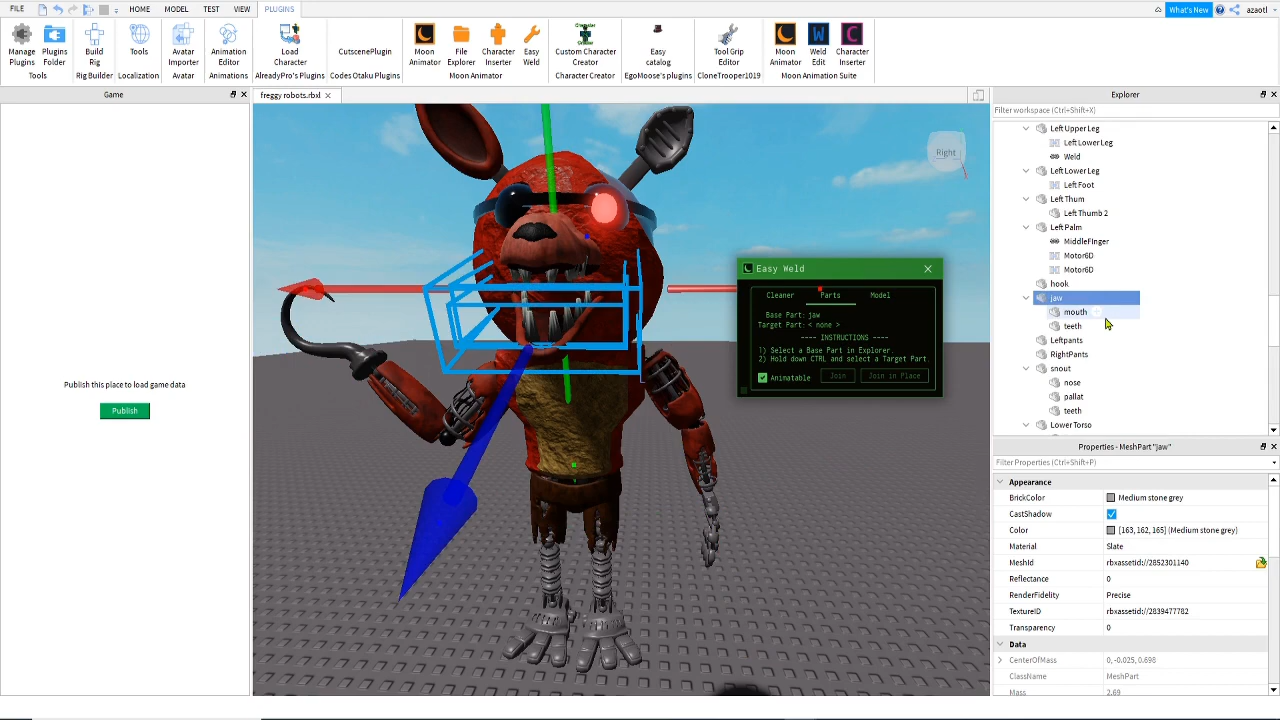 FILE HOME MODEL TEST VIEW PLUGINS What's New azaotl
Manage Plugins
Plugins Folder
Build Rig
Tools
Avatar Importer
Animation Editor
Load Character
CutscenePlugin
Moon Animator
File Explorer
Character Inserter
Easy Weld
Custom Character Creator
Easy catalog
Tool Grip Editor
Moon Animator
Weld Edit
Character Inserter
Tools Rig Builder Localization Avatar Animations AlreadyPro's Plugins Codes Otaku Plugins Moon Animator Character Creator EgoMoose's plugins CloneTrooper1019 Moon Animation Suite
Game
freggy robots.rbxl
Explorer
Filter workspace (Ctrl+Shift+X)
Left Upper Leg
Left Lower Leg
Weld
Left Lower Leg
Left Foot
Left Thum
Left Thumb 2
Left Palm
MiddleFInger
Motor6D
Motor6D
hook
jaw
mouth
teeth
Leftpants
RightPants
snout
nose
pallat
teeth
Lower Torso
Right
Publish this place to load game data
Publish
Easy Weld
Cleaner Parts Model
Base Part: jaw
Target Part: < none >
---- INSTRUCTIONS ----
1) Select a Base Part in Explorer.
2) Hold down CTRL and select a Target Part.
Animatable Join Join in Place
Properties - MeshPart "jaw"
Filter Properties (Ctrl+Shift+P)
Appearance
BrickColor Medium stone grey
CastShadow
Color [163, 162, 165] (Medium stone grey)
Material Slate
MeshId rbxassetid://2852301140
Reflectance 0
RenderFidelity Precise
TextureID rbxassetid://2839477782
Transparency 0
Data
CenterOfMass 0, -0.025, 0.698
ClassName MeshPart
Mass 2.69